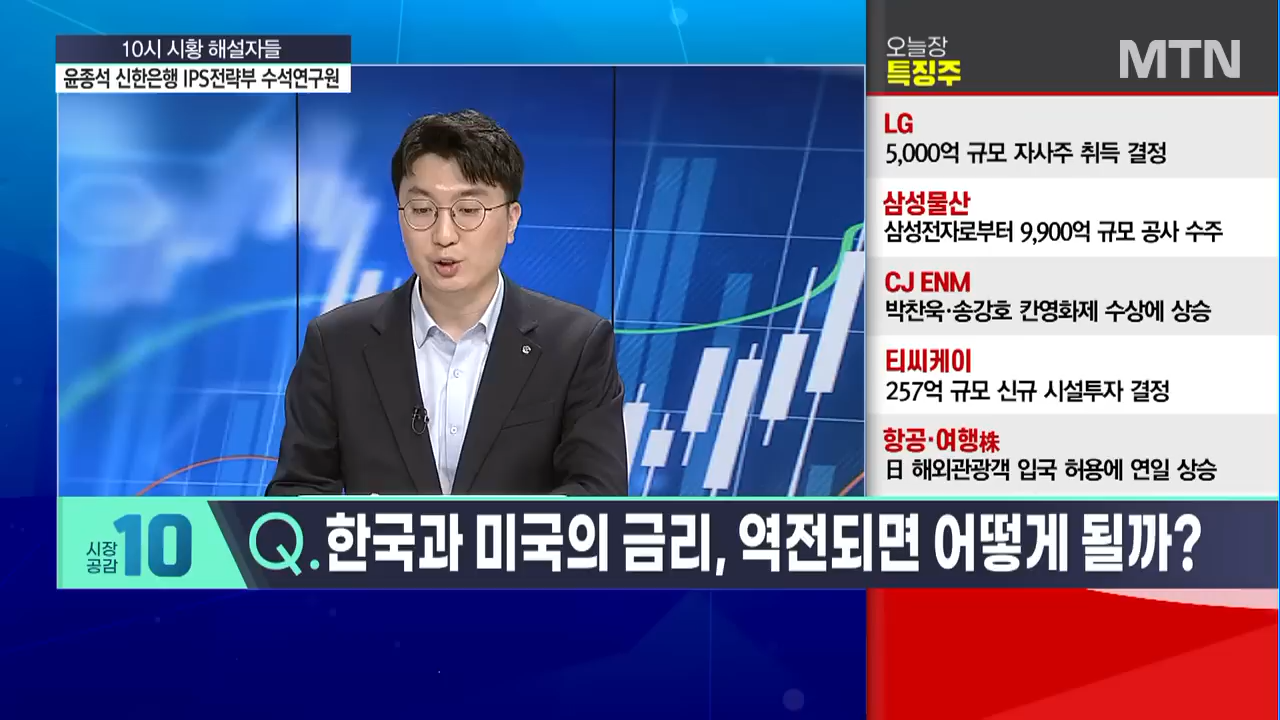 10시 시황 해설자들
윤종석 신한은행 IPS전략부 수석연구원
오늘장
특징주
MTN
LG
5,000억 규모 자사주 취득 결정
삼성물산
삼성전자로부터 9,900억 규모 공사 수주
CJ ENM
박찬욱·송강호 칸영화제 수상에 상승
티씨케이
257억 규모 신규 시설투자 결정
항공·여행株
日 해외관광객 입국 허용에 연일 상승
시장
공감
10
Q.한국과 미국의 금리, 역전되면 어떻게 될까?